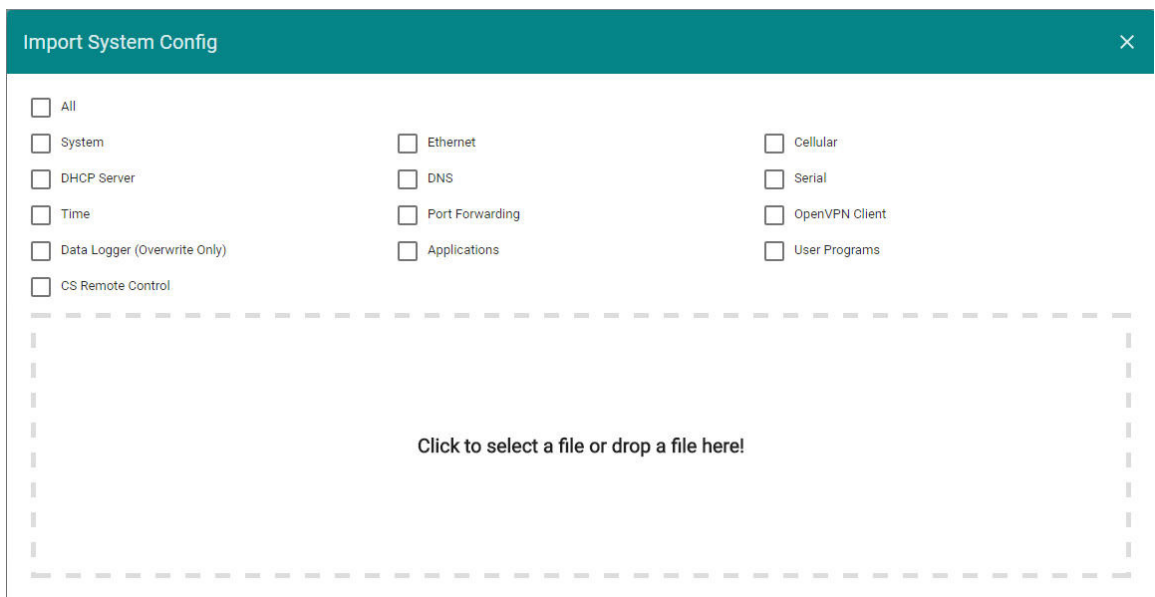 Import System Config
All
System Ethernet Cellular
DHCP Server DNS Serial
Time Port Forwarding OpenVPN Client
Data Logger (Overwrite Only) Applications User Programs
CS Remote Control
Click to select a file or drop a file here!